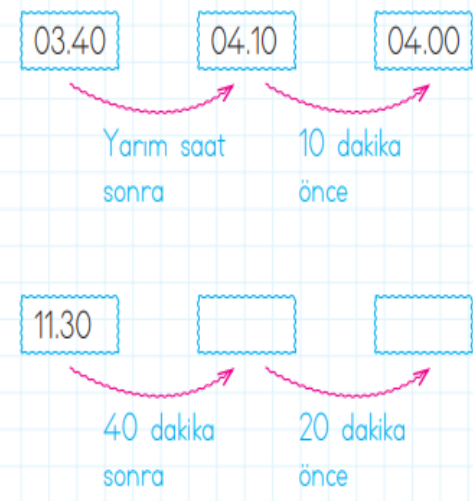 03.40 04.10 04.00
Yarım saat 10 dakika
sonra önce
11.30
40 dakika 20 dakika
sonra önce